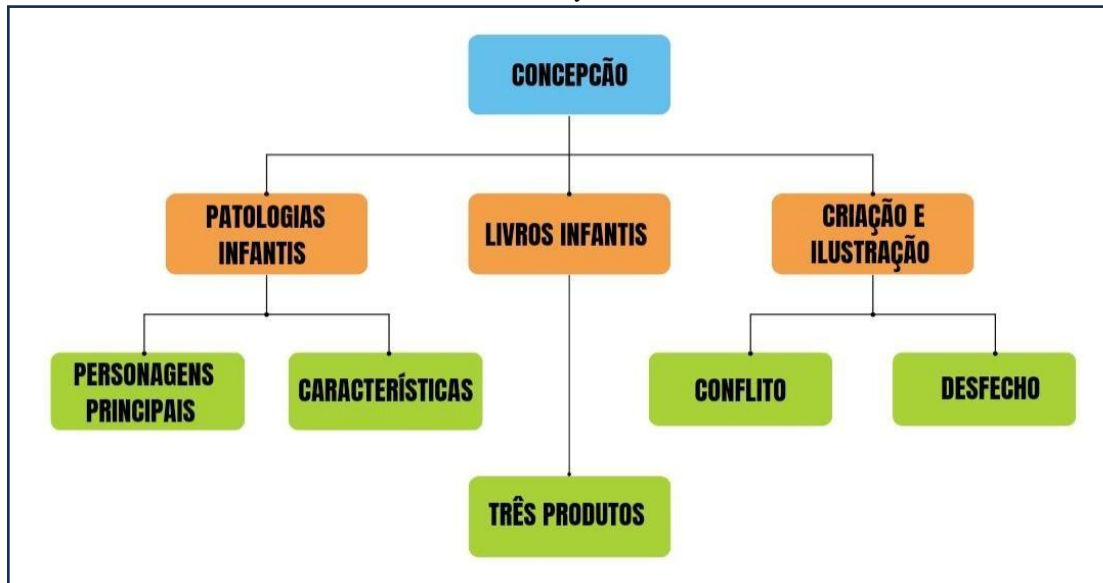 CONCEPCÃO
PATOLOGIAS
INFANTIS
LIVROS INFANTIS
CRIAÇÃO E
ILUSTRAÇÃO
PERSONAGENS
PRINCIPAIS
CARACTERÍSTICAS
CONFLITO
DESFECHO
TRÊS PRODUTOS